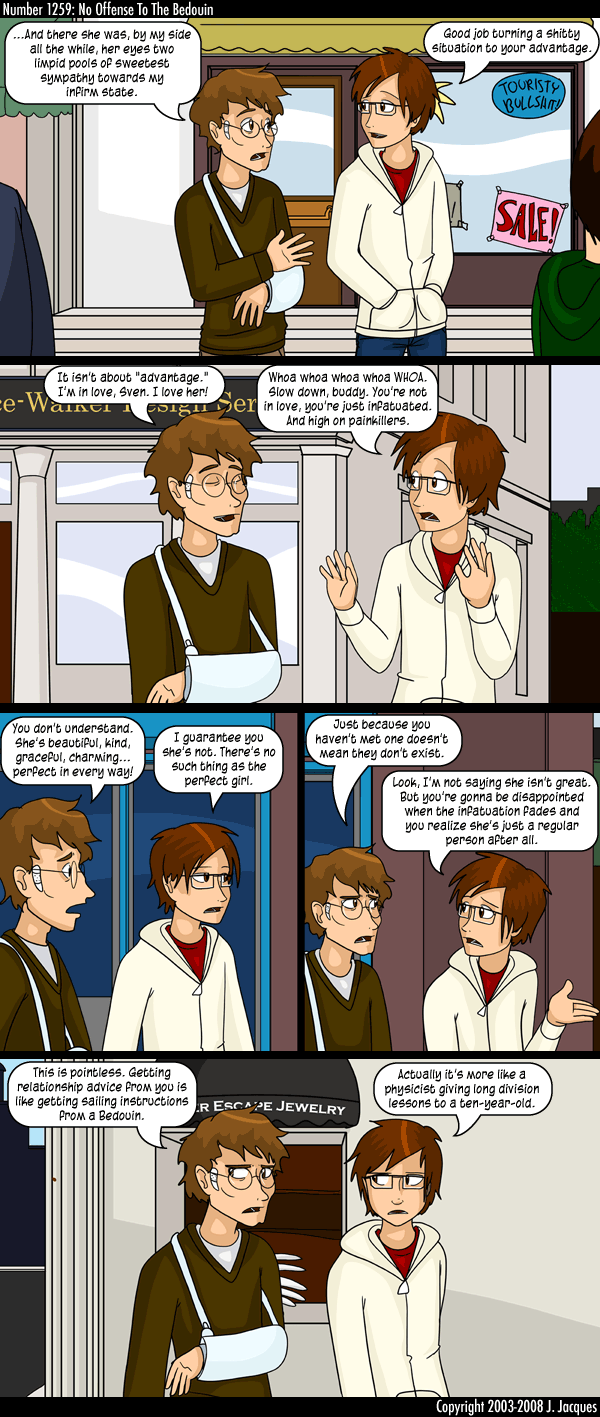 Number 1259: No Offense To The Bedouin
...And there she was, by my side
all the while, her eyes two
limpid pools of sweetest
sympathy towards my
infirm state.
Good job turning a shitty
situation to your advantage.
TOURISTY
BULLSHIT!
SALE!
It isn't about "advantage."
I'm in love, Sven. I love her!
Whoa whoa whoa whoa WHOA.
Slow down, buddy. You're not
in love, you're just infatuated.
And high on painkillers.
ce-Walker Design Ser
You don't understand.
She's beautiful, kind,
graceful, charming...
perfect in every way!
I guarantee you
she's not. There's no
such thing as the
perfect girl.
Just because you
haven't met one doesn't
mean they don't exist.
Look, I'm not saying she isn't great.
But you're gonna be disappointed
when the infatuation fades and
you realize she's just a regular
person after all.
This is pointless. Getting
relationship advice from you is
like getting sailing instructions
from a Bedouin.
Actually it's more like a
physicist giving long division
lessons to a ten-year-old.
ER ESCAPE JEWELRY
Copyright 2003-2008 J. Jacques